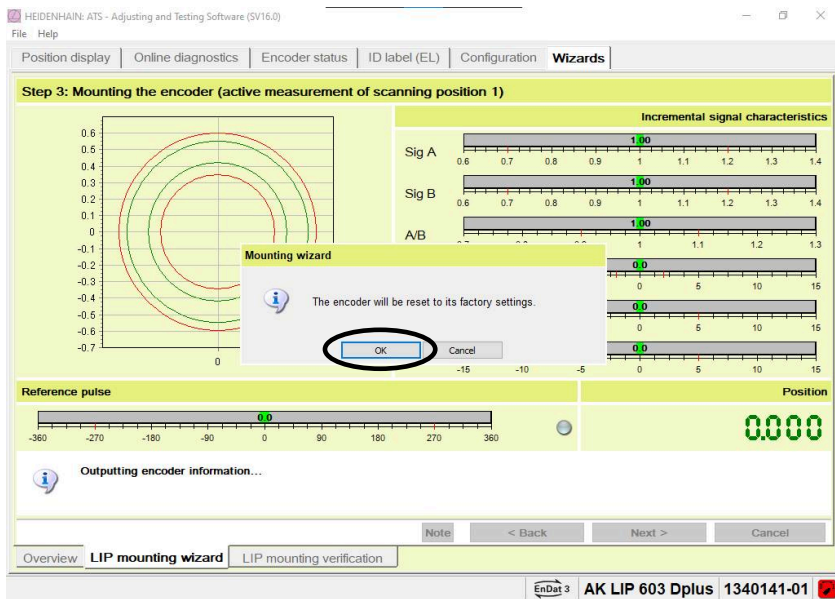 HEIDENHAIN: ATS - Adjusting and Testing Software (SV16.0)
File Help
Position display Online diagnostics Encoder status ID label (EL) Configuration Wizards
Step 3: Mounting the encoder (active measurement of scanning position 1)
Incremental signal characteristics
0.6
0.5
0.4
0.3
0.2
0.1
0
-0.1
-0.2
-0.3
-0.4
-0.5
-0.6
-0.7
0
Sig A
1.00
0.6 0.7 0.8 0.9 1 1.1 1.2 1.3 1.4
Sig B
1.00
0.6 0.7 0.8 0.9 1 1.1 1.2 1.3 1.4
A/B
1.00
1 1.1 1.2 1.3
0.0
0 5 10 15
0.0
0 5 10 15
0.0
-15 -10 -5 0 5 10 15
Mounting wizard
The encoder will be reset to its factory settings.
OK Cancel
Reference pulse
0.0
-360 -270 -180 -90 0 90 180 270 360
Position
0.000
Outputting encoder information...
Note < Back Next > Cancel
Overview LIP mounting wizard LIP mounting verification
EnDat 3 AK LIP 603 Dplus 1340141-01